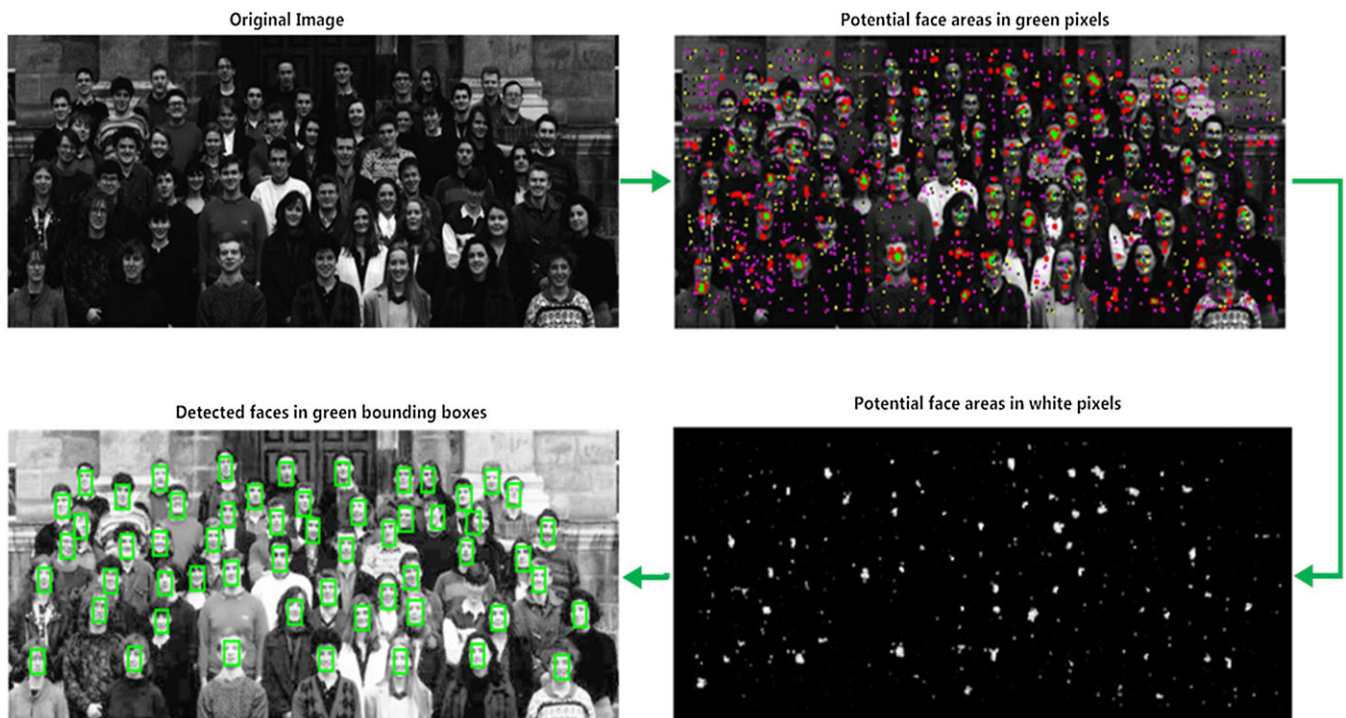 Original Image
Potential face areas in green pixels
Detected faces in green bounding boxes
Potential face areas in white pixels